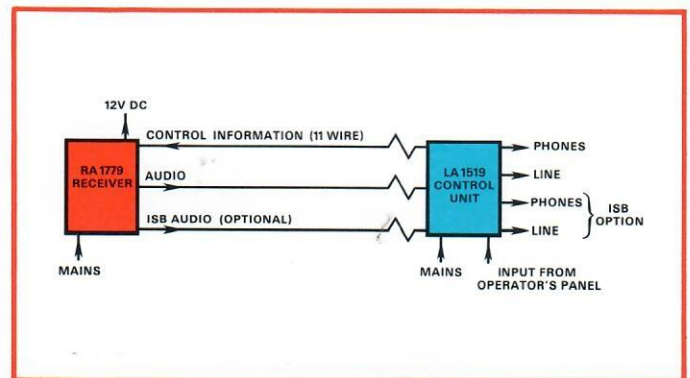 12V DC
CONTROL INFORMATION (11 WIRE)
RA 1779
RECEIVER
AUDIO
ISB AUDIO (OPTIONAL)
MAINS
LA 1519
CONTROL
UNIT
PHONES
LINE
PHONES
LINE
ISB
OPTION
MAINS
INPUT FROM
OPERATOR'S PANEL